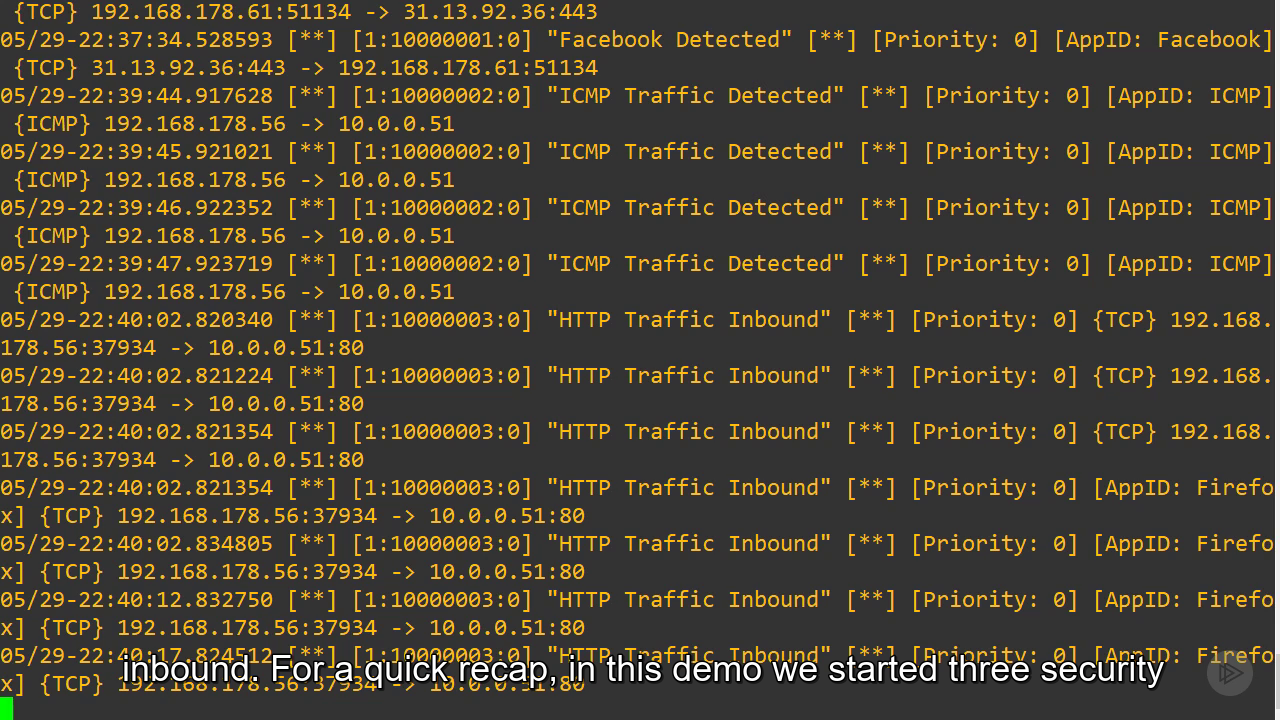 {TCP} 192.168.178.61:51134 -> 31.13.92.36:443
05/29-22:37:34.528593 [**] [1:10000001:0] "Facebook Detected" [**] [Priority: 0] [AppID: Facebook]
{TCP} 31.13.92.36:443 -> 192.168.178.61:51134
05/29-22:39:44.917628 [**] [1:10000002:0] "ICMP Traffic Detected" [**] [Priority: 0] [AppID: ICMP]
{ICMP} 192.168.178.56 -> 10.0.0.51
05/29-22:39:45.921021 [**] [1:10000002:0] "ICMP Traffic Detected" [**] [Priority: 0] [AppID: ICMP]
{ICMP} 192.168.178.56 -> 10.0.0.51
05/29-22:39:46.922352 [**] [1:10000002:0] "ICMP Traffic Detected" [**] [Priority: 0] [AppID: ICMP]
{ICMP} 192.168.178.56 -> 10.0.0.51
05/29-22:39:47.923719 [**] [1:10000002:0] "ICMP Traffic Detected" [**] [Priority: 0] [AppID: ICMP]
{ICMP} 192.168.178.56 -> 10.0.0.51
05/29-22:40:02.820340 [**] [1:10000003:0] "HTTP Traffic Inbound" [**] [Priority: 0] {TCP} 192.168.
178.56:37934 -> 10.0.0.51:80
05/29-22:40:02.821224 [**] [1:10000003:0] "HTTP Traffic Inbound" [**] [Priority: 0] {TCP} 192.168.
178.56:37934 -> 10.0.0.51:80
05/29-22:40:02.821354 [**] [1:10000003:0] "HTTP Traffic Inbound" [**] [Priority: 0] {TCP} 192.168.
178.56:37934 -> 10.0.0.51:80
05/29-22:40:02.821354 [**] [1:10000003:0] "HTTP Traffic Inbound" [**] [Priority: 0] [AppID: Firefo
x] {TCP} 192.168.178.56:37934 -> 10.0.0.51:80
05/29-22:40:02.834805 [**] [1:10000003:0] "HTTP Traffic Inbound" [**] [Priority: 0] [AppID: Firefo
x] {TCP} 192.168.178.56:37934 -> 10.0.0.51:80
05/29-22:40:12.832750 [**] [1:10000003:0] "HTTP Traffic Inbound" [**] [Priority: 0] [AppID: Firefo
x] {TCP} 192.168.178.56:37934 -> 10.0.0.51:80
05/29-22:40:17.824512 [**] [1:10000003:0] "HTTP Traffic Inbound" [**] [Priority: 0] [AppID: Firefo
x] {TCP} 192.168.178.56:37934 -> 10.0.0.51:80
inbound. For a quick recap, in this demo we started three security